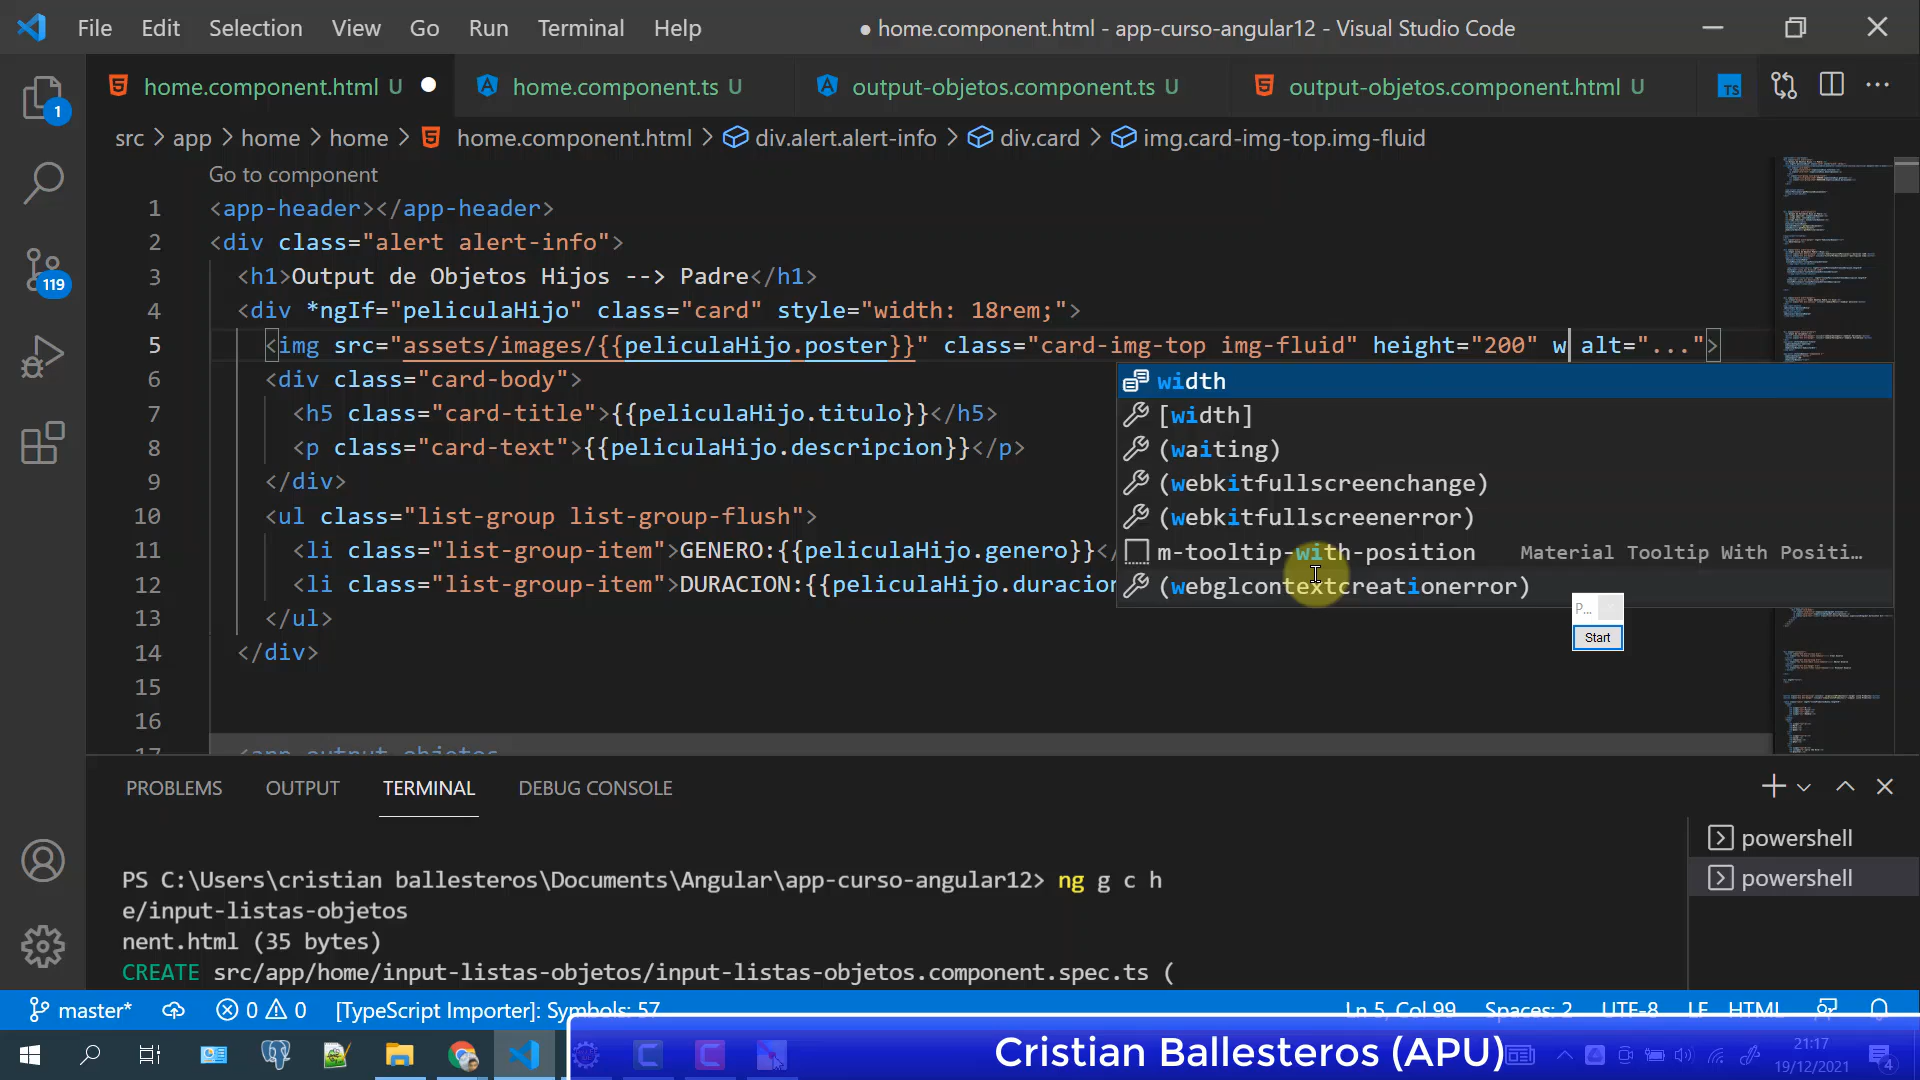 File Edit Selection View Go Run Terminal Help
● home.component.html - app-curso-angular12 - Visual Studio Code
home.component.html U ● home.component.ts U output-objetos.component.ts U output-objetos.component.html U TS
1
src > app > home > home > home.component.html > div.alert.alert-info > div.card > img.card-img-top.img-fluid
Go to component
1 <app-header></app-header>
2 <div class="alert alert-info">
3 <h1>Output de Objetos Hijos --> Padre</h1>
4 <div *ngIf="peliculaHijo" class="card" style="width: 18rem;">
5 <img src="assets/images/{{peliculaHijo.poster}}" class="card-img-top img-fluid" height="200" w alt="...">
6 <div class="card-body">
7 <h5 class="card-title">{{peliculaHijo.titulo}}</h5>
8 <p class="card-text">{{peliculaHijo.descripcion}}</p>
9 </div>
10 <ul class="list-group list-group-flush">
11 <li class="list-group-item">GENERO:{{peliculaHijo.genero}}</
12 <li class="list-group-item">DURACION:{{peliculaHijo.duracion
13 </ul>
14 </div>
15
16
17 <app-output-objetos
width
[width]
(waiting)
(webkitfullscreenchange)
(webkitfullscreenerror)
m-tooltip-with-position Material Tooltip With Positi...
(webglcontextcreationerror)
P...
Start
119
PROBLEMS OUTPUT TERMINAL DEBUG CONSOLE
powershell
powershell
PS C:\Users\cristian ballesteros\Documents\Angular\app-curso-angular12> ng g c h
e/input-listas-objetos
nent.html (35 bytes)
CREATE src/app/home/input-listas-objetos/input-listas-objetos.component.spec.ts (
master* 0 0 [TypeScript Importer]: Symbols: 57 Ln 5, Col 99 Spaces: 2 UTF-8 LF HTML
Cristian Ballesteros (APU)
21:17
19/12/2021
4